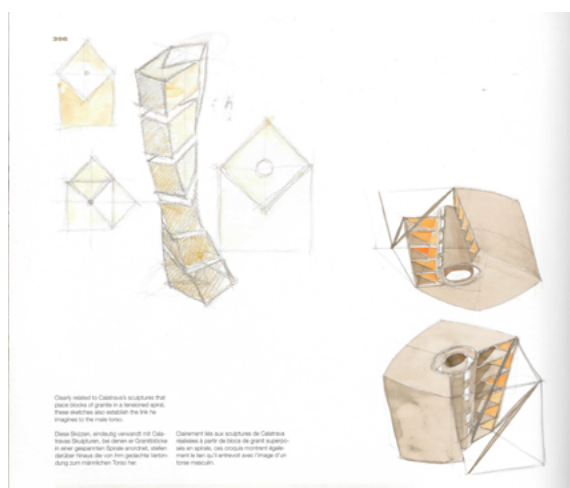 Clearly related to Calatrava's sculptures that
place blocks of granite in a tensioned spiral,
these sketches also establish the link he
imagines to the male torso.
Diese Skizzen, eindeutig verwandt mit Cala-
travas Skulpturen, bei denen er Granitblöcke
in einer gespannten Spirale anordnet, stellen
darüber hinaus die von ihm gedachte Verbin-
dung zum männlichen Torso her.
Clairement liés aux sculptures de Calatrava
réalisées à partir de blocs de granit superpo-
sés en spirale, ces croquis montrent égale-
ment le lien qu'il entrevoit avec l'image d'un
torse masculin.